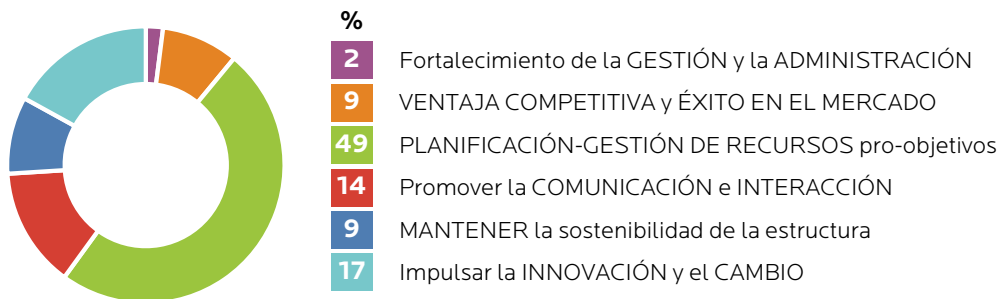 %
2 Fortalecimiento de la GESTIÓN y la ADMINISTRACIÓN
9 VENTAJA COMPETITIVA y ÉXITO EN EL MERCADO
49 PLANIFICACIÓN-GESTIÓN DE RECURSOS pro-objetivos
14 Promover la COMUNICACIÓN e INTERACCIÓN
9 MANTENER la sostenibilidad de la estructura
17 Impulsar la INNOVACIÓN y el CAMBIO